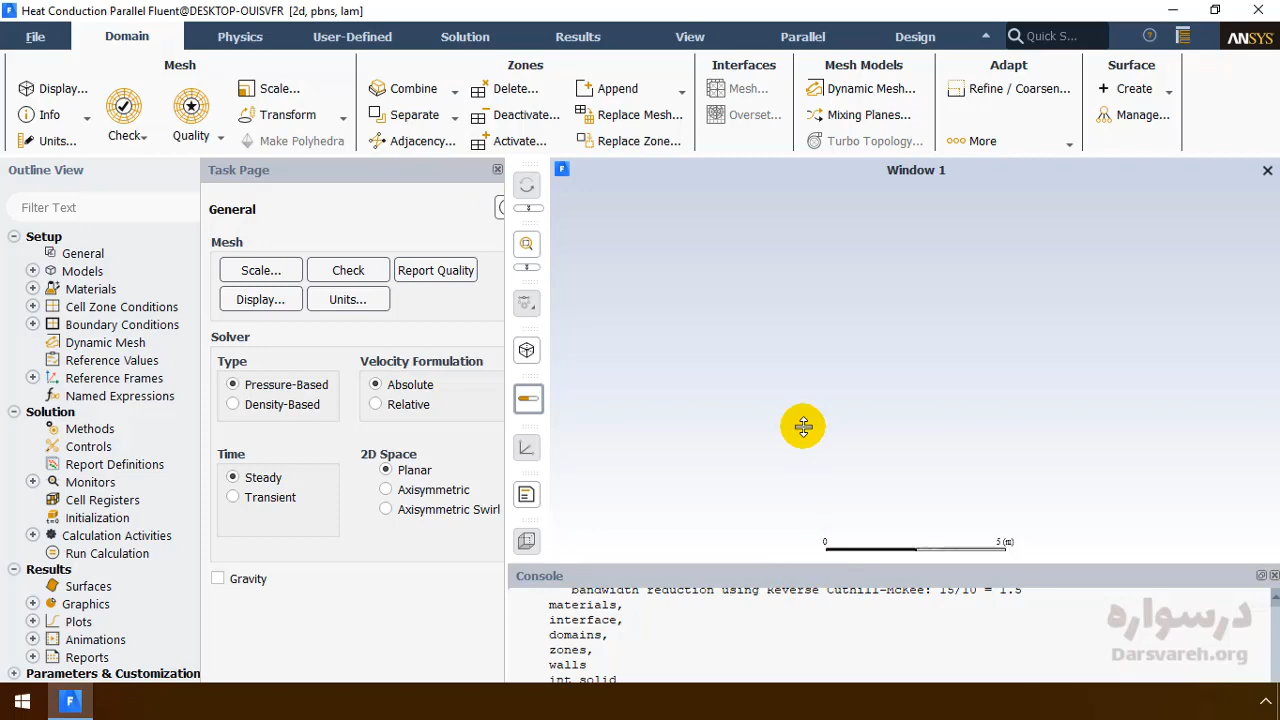 Heat Conduction Parallel Fluent@DESKTOP-OUISVFR [2d, pbns, lam]
File Domain Physics User-Defined Solution Results View Parallel Design Quick S... ANSYS
Mesh Zones Interfaces Mesh Models Adapt Surface
Display... Scale... Combine Delete... Append Mesh... Dynamic Mesh... Refine / Coarsen... Create
Info Transform Separate Deactivate... Replace Mesh... Overset... Mixing Planes... Manage...
Units... Check Quality Make Polyhedra Adjacency... Activate... Replace Zone... Turbo Topology... More
Outline View
Filter Text
Setup
General
Models
Materials
Cell Zone Conditions
Boundary Conditions
Dynamic Mesh
Reference Values
Reference Frames
Named Expressions
Solution
Methods
Controls
Report Definitions
Monitors
Cell Registers
Initialization
Calculation Activities
Run Calculation
Results
Surfaces
Graphics
Plots
Animations
Reports
Parameters & Customization
Task Page
General
Mesh
Scale... Check Report Quality
Display... Units...
Solver
Type Velocity Formulation
Pressure-Based Absolute
Density-Based Relative
Time 2D Space
Steady Planar
Transient Axisymmetric
Axisymmetric Swirl
Gravity
Window 1
0 5 (m)
Console
bandwidth reduction using Reverse Cuthill-McKee: 15/10 = 1.5
materials,
interface,
domains,
zones,
walls
int_solid
درسواره
Darsvareh.org